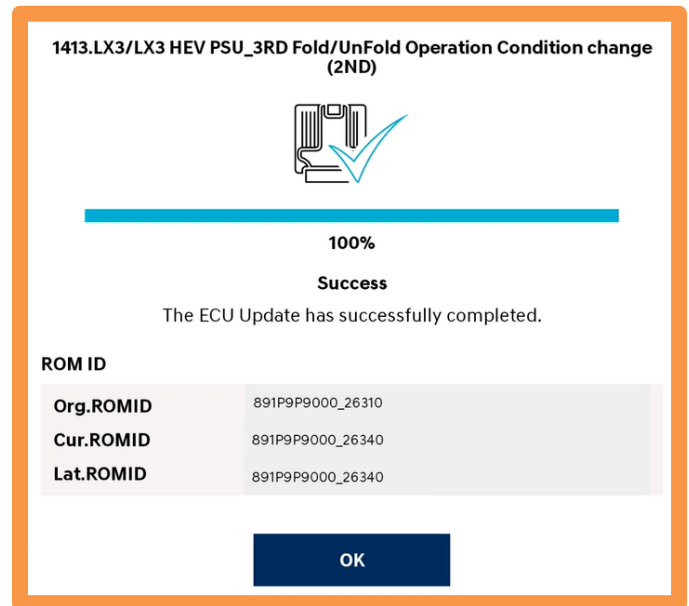 1413.LX3/LX3 HEV PSU_3RD Fold/UnFold Operation Condition change
(2ND)
100%
Success
The ECU Update has successfully completed.
ROM ID
Org.ROMID 891P9P9000_26310
Cur.ROMID 891P9P9000_26340
Lat.ROMID 891P9P9000_26340
OK